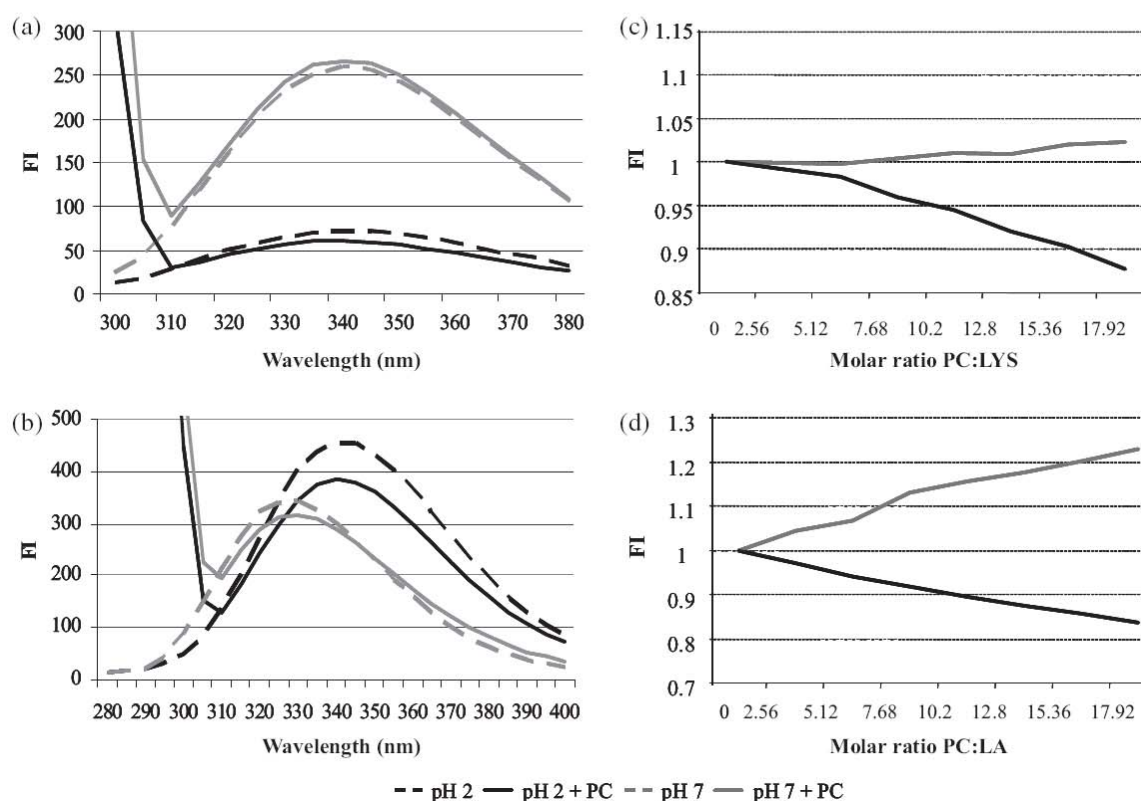 (a)
300
250
200
150
100
50
0
FI
300 310 320 330 340 350 360 370 380
Wavelength (nm)
(b)
500
400
300
200
100
0
FI
280 290 300 310 320 330 340 350 360 370 380 390 400
Wavelength (nm)
(c)
1.15
1.1
1.05
1
0.95
0.9
0.85
FI
0 2.56 5.12 7.68 10.2 12.8 15.36 17.92
Molar ratio PC:LYS
(d)
1.3
1.2
1.1
1
0.9
0.8
0.7
FI
0 2.56 5.12 7.68 10.2 12.8 15.36 17.92
Molar ratio PC:LA
pH 2 pH 2 + PC pH 7 pH 7 + PC